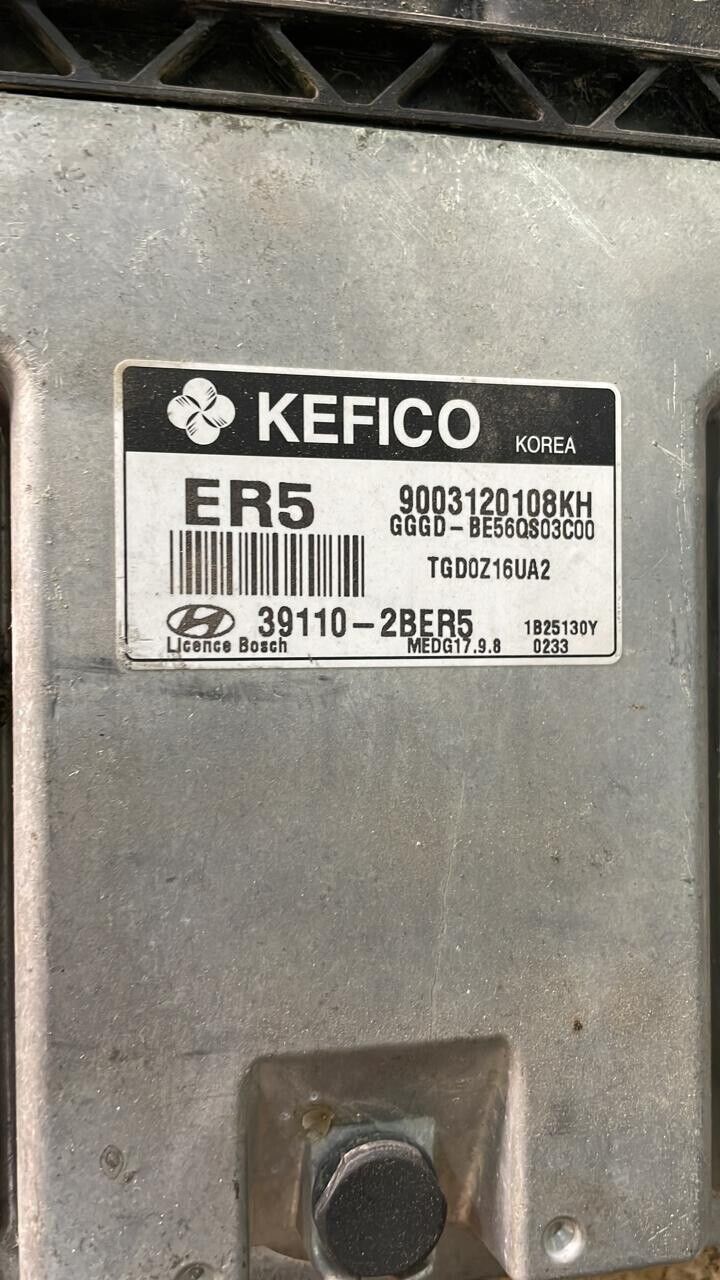 KEFICO KOREA
ER5 9003120108KH
GGGD-BE56QS03C00
TGD0Z16UA2
39110-2BER5 1B25130Y
Licence Bosch MEDG17.9.8 0233